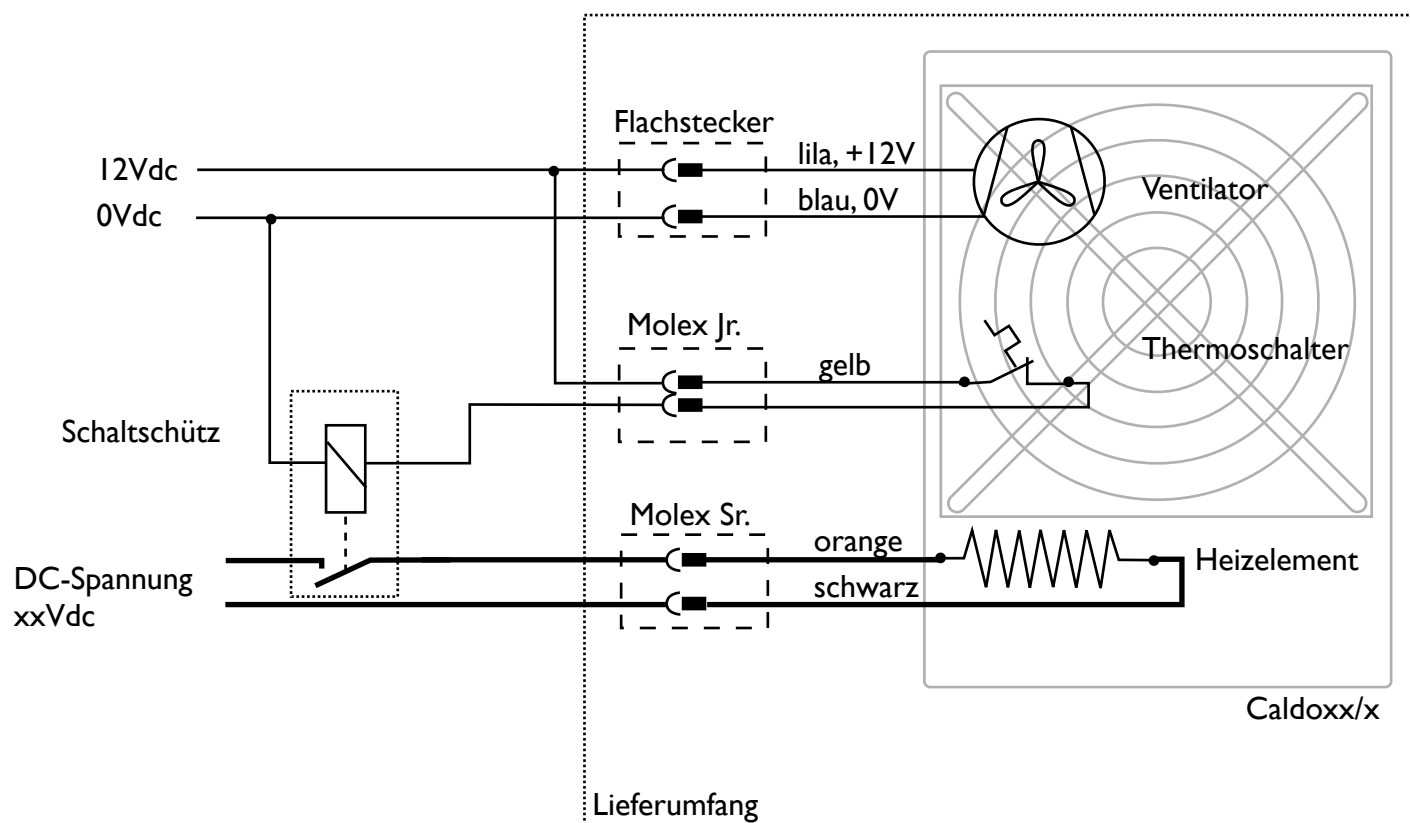 Flachstecker
12Vdc
lila, +12V
0Vdc
blau, 0V
Ventilator
Molex Jr.
gelb
Thermoschalter
Schaltschütz
Molex Sr.
orange
Heizelement
DC-Spannung
xxVdc
schwarz
Caldoxx/x
Lieferumfang